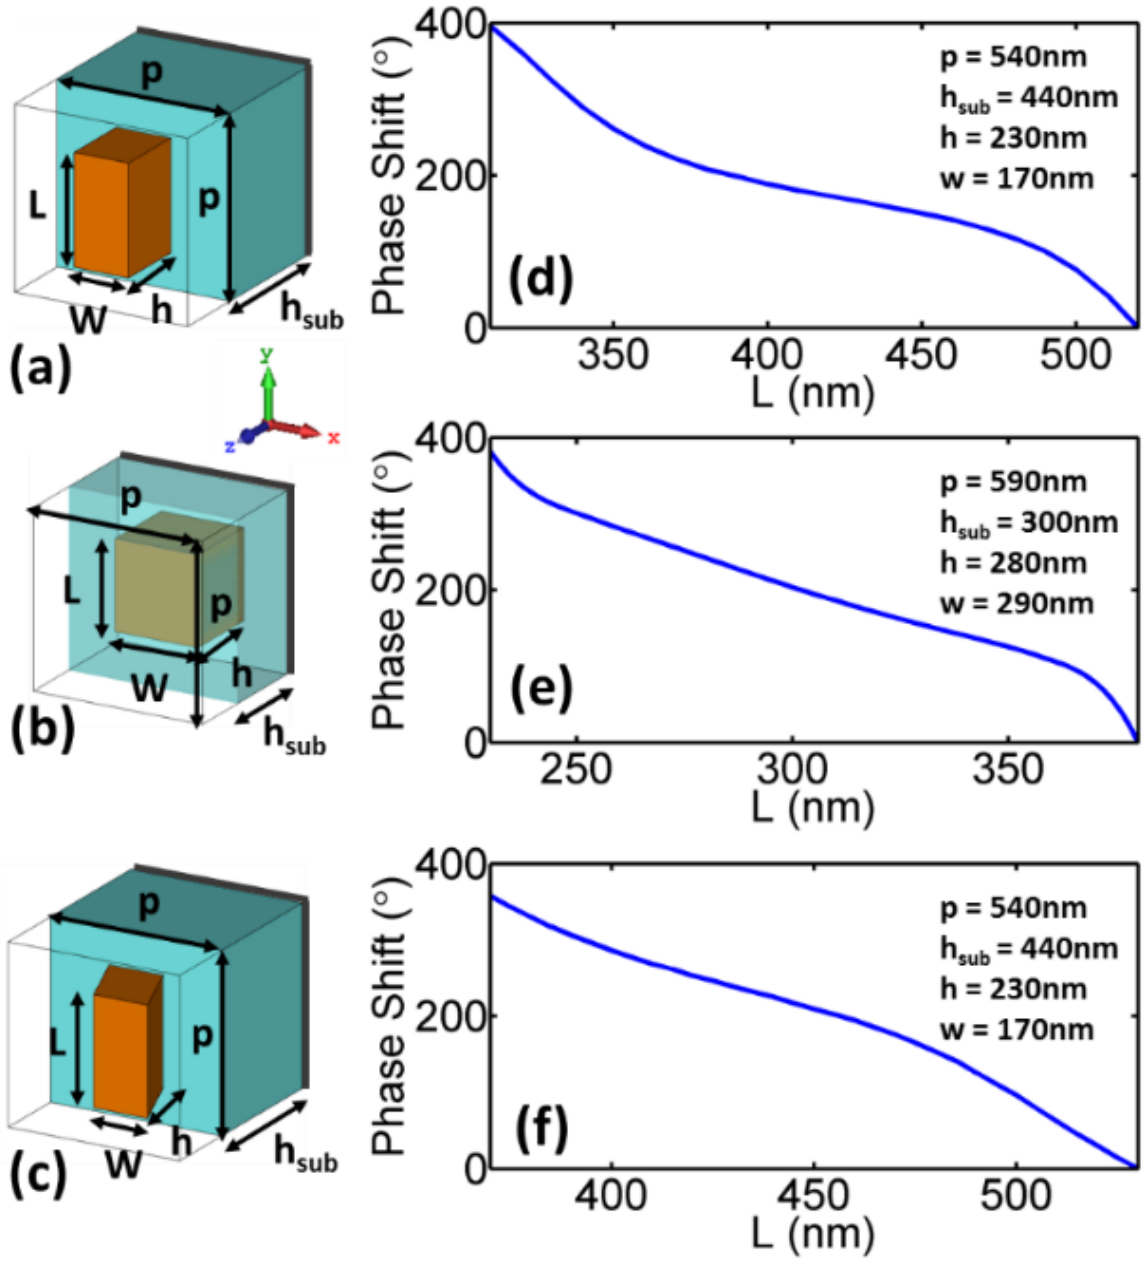 p
p
L
W
h
h_sub
(a)
400
200
0
350
400
450
500
Phase Shift (°)
L (nm)
p = 540nm
h_sub = 440nm
h = 230nm
w = 170nm
(d)
y
z
x
p
p
L
W
h
h_sub
(b)
400
200
0
250
300
350
Phase Shift (°)
L (nm)
p = 590nm
h_sub = 300nm
h = 280nm
w = 290nm
(e)
p
p
L
W
h
h_sub
(c)
400
200
0
400
450
500
Phase Shift (°)
L (nm)
p = 540nm
h_sub = 440nm
h = 230nm
w = 170nm
(f)